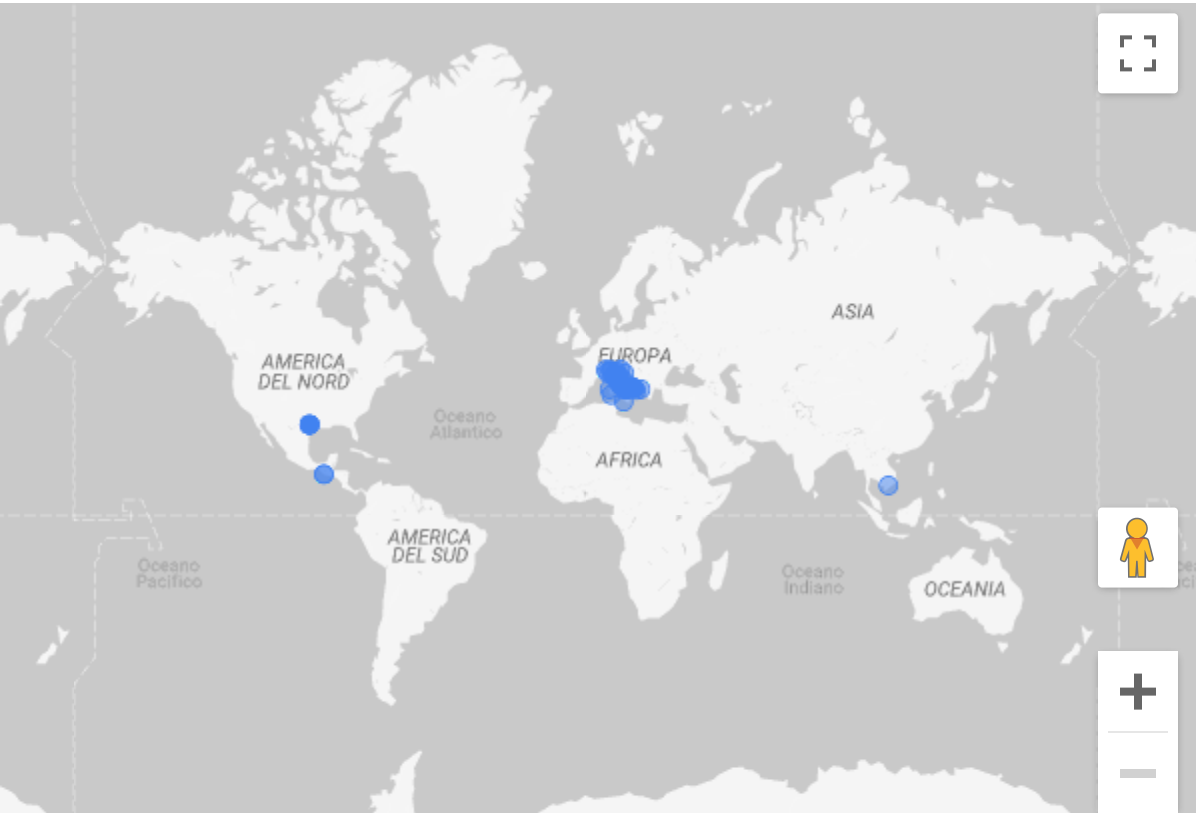 ASIA
EUROPA
AMERICA
DEL NORD
Oceano
Atlantico
AFRICA
AMERICA
DEL SUD
Oceano
Pacifico
Oceano
Indiano
OCEANIA